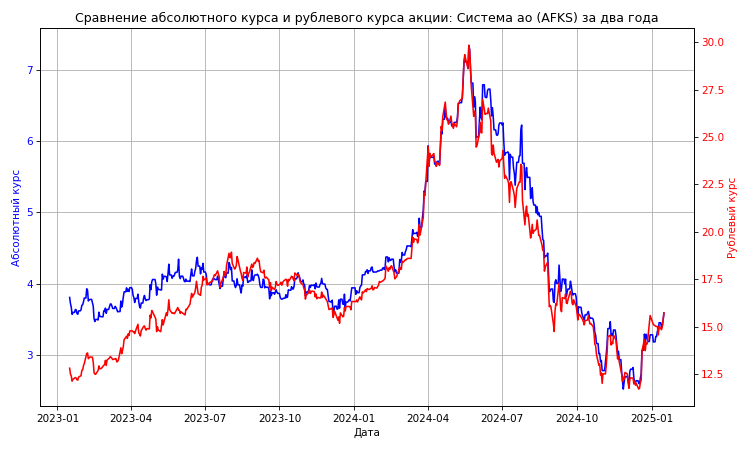 Сравнение абсолютного курса и рублевого курса акции: Система ао (AFKS) за два года
Абсолютный курс
7
6
5
4
3
30.0
27.5
25.0
22.5
20.0
17.5
15.0
12.5
Рублевый курс
2023-01 2023-04 2023-07 2023-10 2024-01 2024-04 2024-07 2024-10 2025-01
Дата